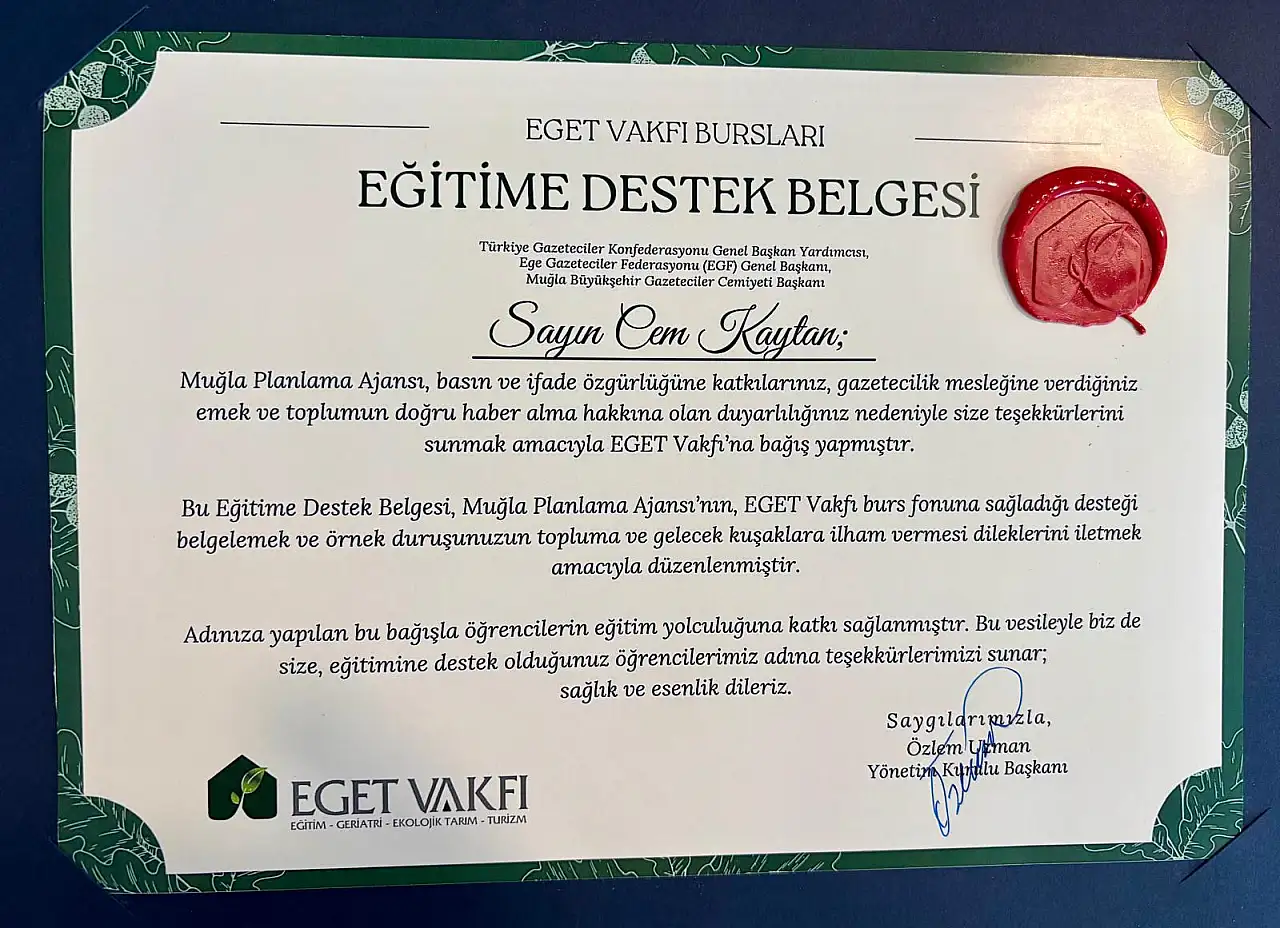 EGET VAKFI BURSLARI
EĞİTİME DESTEK BELGESİ
Türkiye Gazeteciler Konfederasyonu Genel Başkan Yardımcısı,
Ege Gazeteciler Federasyonu (EGF) Genel Başkanı,
Muğla Büyükşehir Gazeteciler Cemiyeti Başkanı
Sayın Cem Kaytan;
Muğla Planlama Ajansı, basın ve ifade özgürlüğüne katkılarınız, gazetecilik mesleğine verdiğiniz
emek ve toplumun doğru haber alma hakkına olan duyarlılığınız nedeniyle size teşekkürlerini
sunmak amacıyla EGET Vakfı'na bağış yapmıştır.
Bu Eğitime Destek Belgesi, Muğla Planlama Ajansı'nın, EGET Vakfı burs fonuna sağladığı desteği
belgelemek ve örnek duruşunuzun topluma ve gelecek kuşaklara ilham vermesi dileklerini iletmek
amacıyla düzenlenmiştir.
Adınıza yapılan bu bağışla öğrencilerin eğitim yolculuğuna katkı sağlanmıştır. Bu vesileyle biz de
size, eğitimine destek olduğunuz öğrencilerimiz adına teşekkürlerimizi sunar;
sağlık ve esenlik dileriz.
Saygılarımızla,
Özlem Uzman
Yönetim Kurulu Başkanı
EGET VAKFI
EĞİTİM - GERİATRİ - EKOLOJİK TARIM - TURİZM